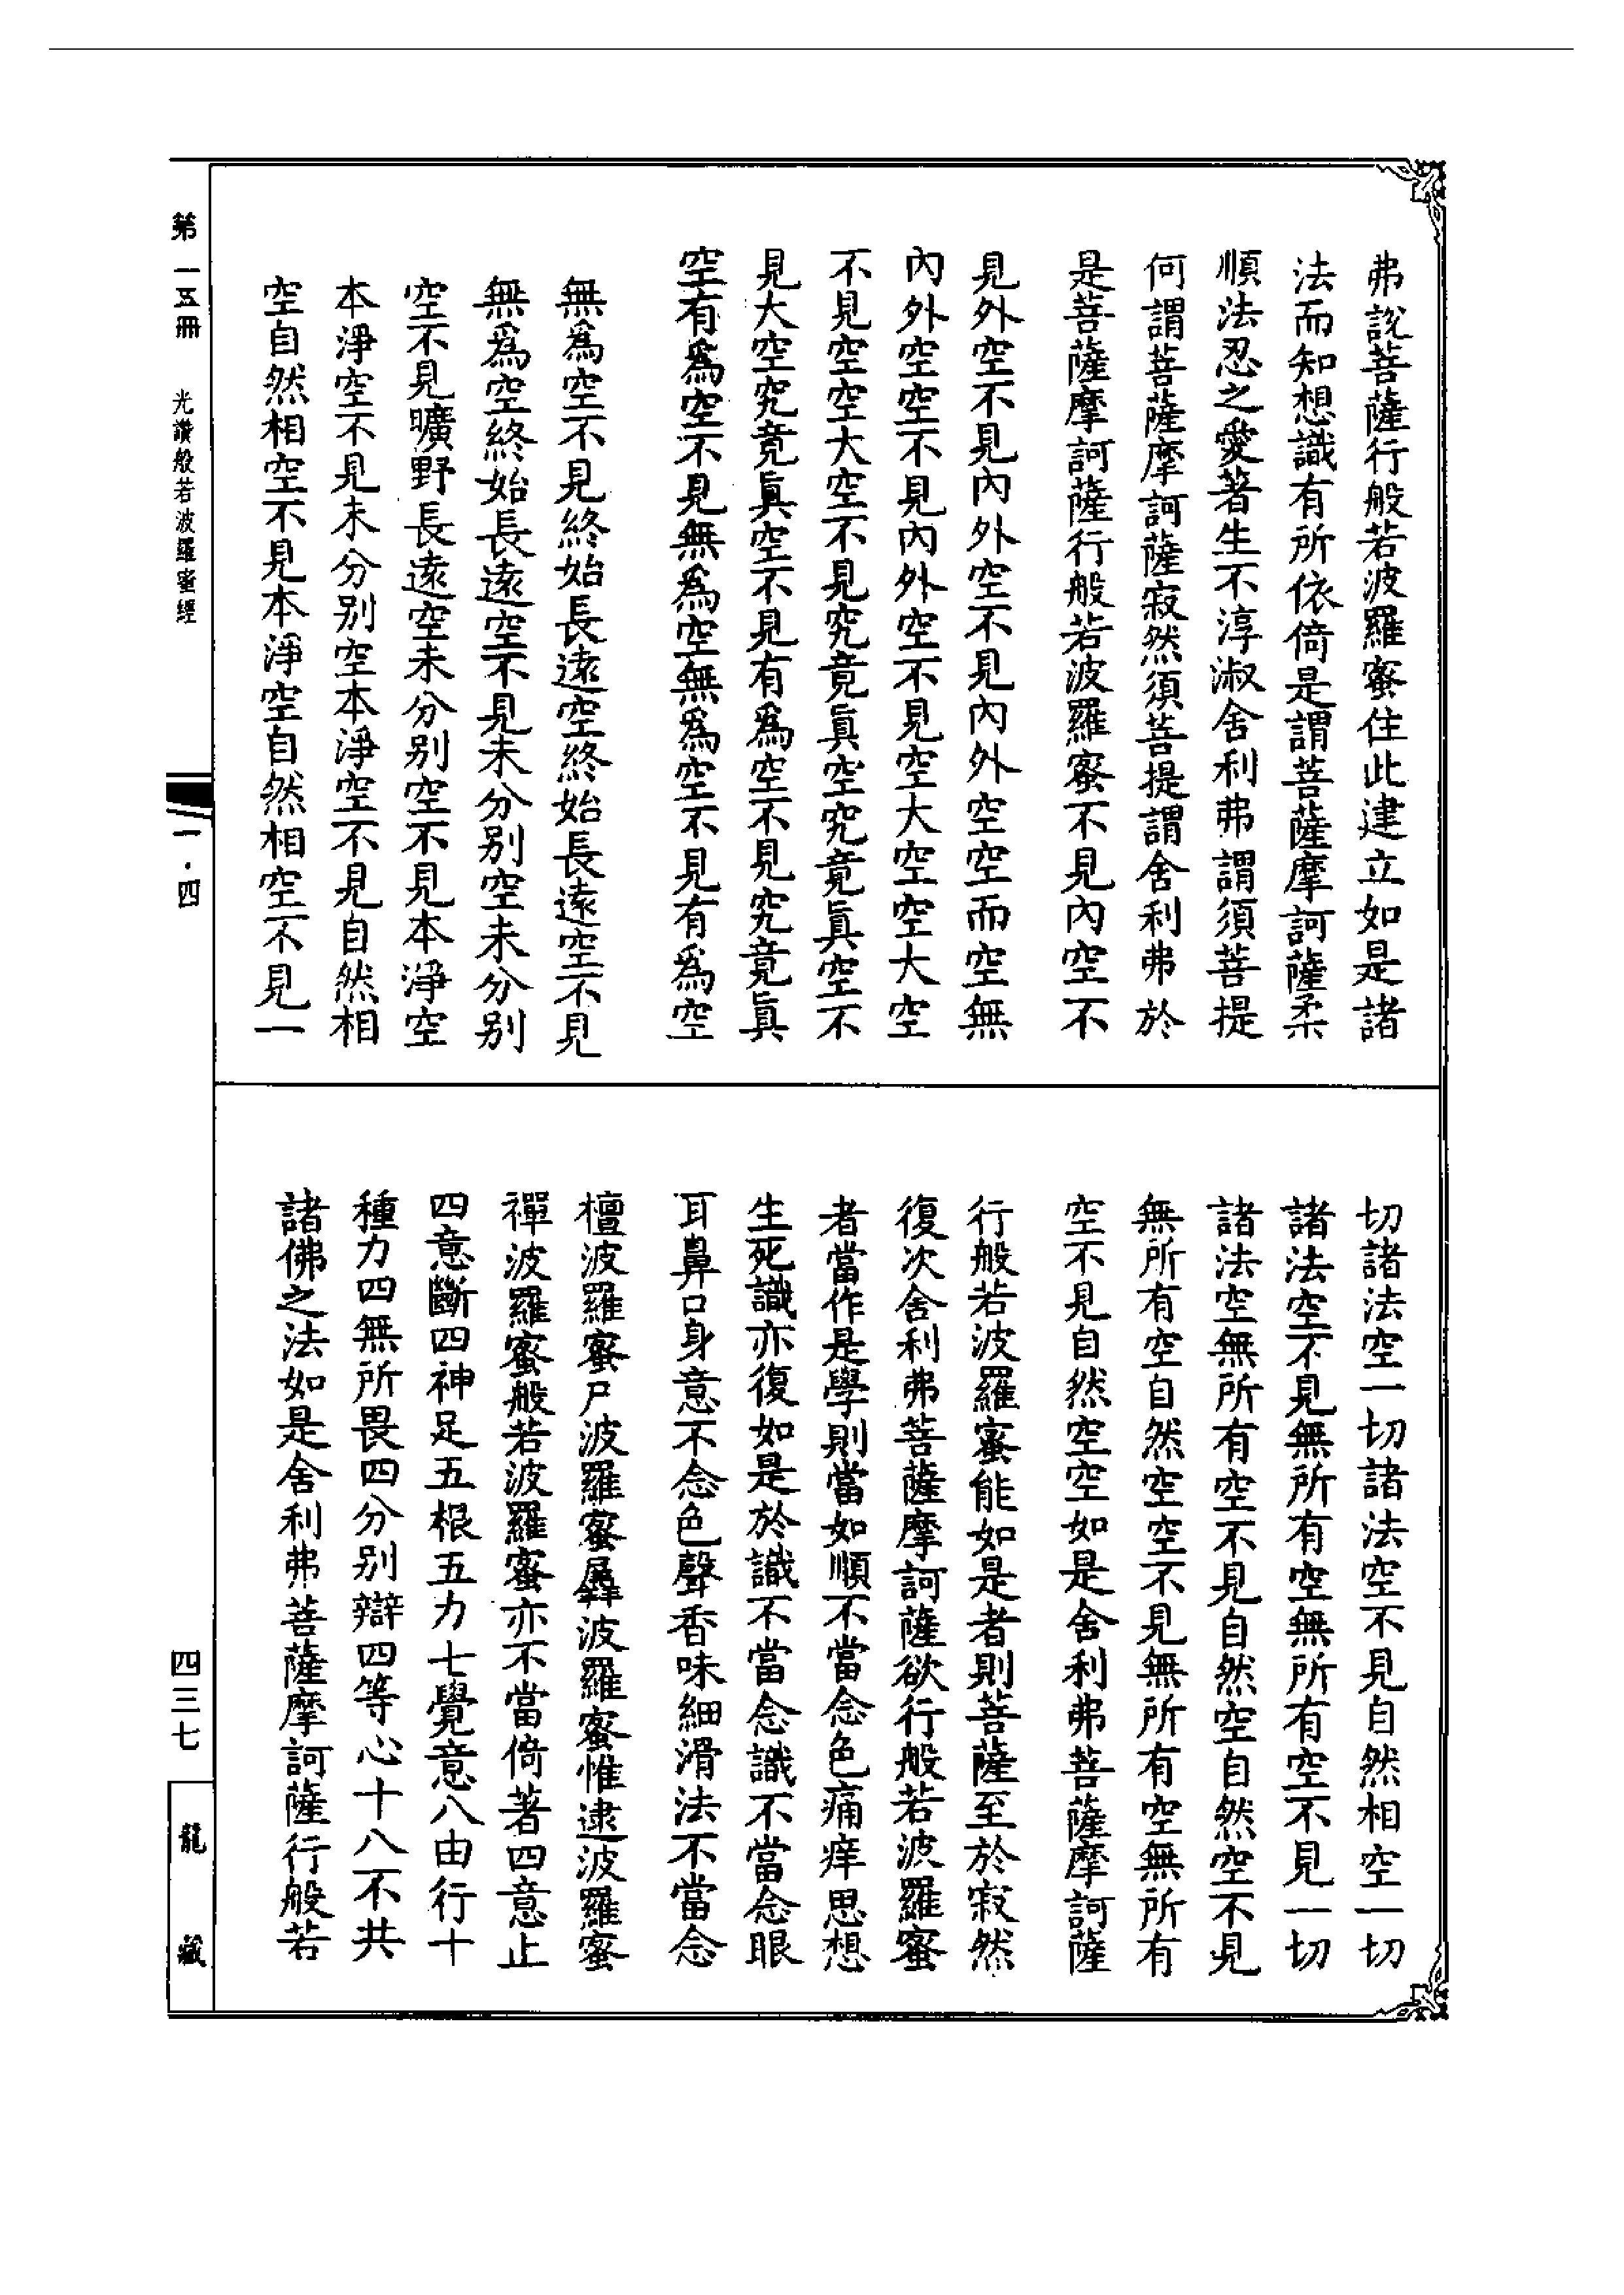 弗說菩薩行般若波羅蜜住此建立如是諸
法而知想識有所依倚是謂菩薩摩訶薩柔
順法忍之愛著生不淳淑舍利弗謂須菩提
何謂菩薩摩訶薩寂然須菩提謂舍利弗於
是菩薩摩訶薩行般若波羅蜜不見內空不
見外空不見內外空不見內外空空而空無
內外空空不見內外空不見空大空空大空
不見空空大空不見究竟真空究竟真空不
見大空究竟真空不見有為空不見究竟真
空有為空不見無為空無為空不見有為空
無為空不見終始長遠空終始長遠空不見
無為空終始長遠空不見未分別空未分別
空不見曠野長遠空未分別空不見本淨空
本淨空不見未分別空本淨空不見自然相
空自然相空不見本淨空自然相空不見一
切諸法空一切諸法空不見自然相空一切
諸法空不見無所有空無所有空不見一切
諸法空無所有空不見自然空自然空不見
無所有空自然空空不見無所有空無所有
空不見自然空空如是舍利弗菩薩摩訶薩
行般若波羅蜜能如是者則菩薩至於寂然
復次舍利弗菩薩摩訶薩欲行般若波羅蜜
者當作是學則當如順不當念色痛痒思想
生死識亦復如是於識不當念識不當念眼
耳鼻口身意不念色聲香味細滑法不當念
檀波羅蜜尸波羅蜜羼波羅蜜惟逮波羅蜜
禪波羅蜜般若波羅蜜亦不當倚著四意止
四意斷四神足五根五力七覺意八由行十
種力四無所畏四分別辯四等心十八不共
諸佛之法如是舍利弗菩薩摩訶薩行般若
第一五冊 光讚般若波羅蜜經 一·四 四三七 龍藏